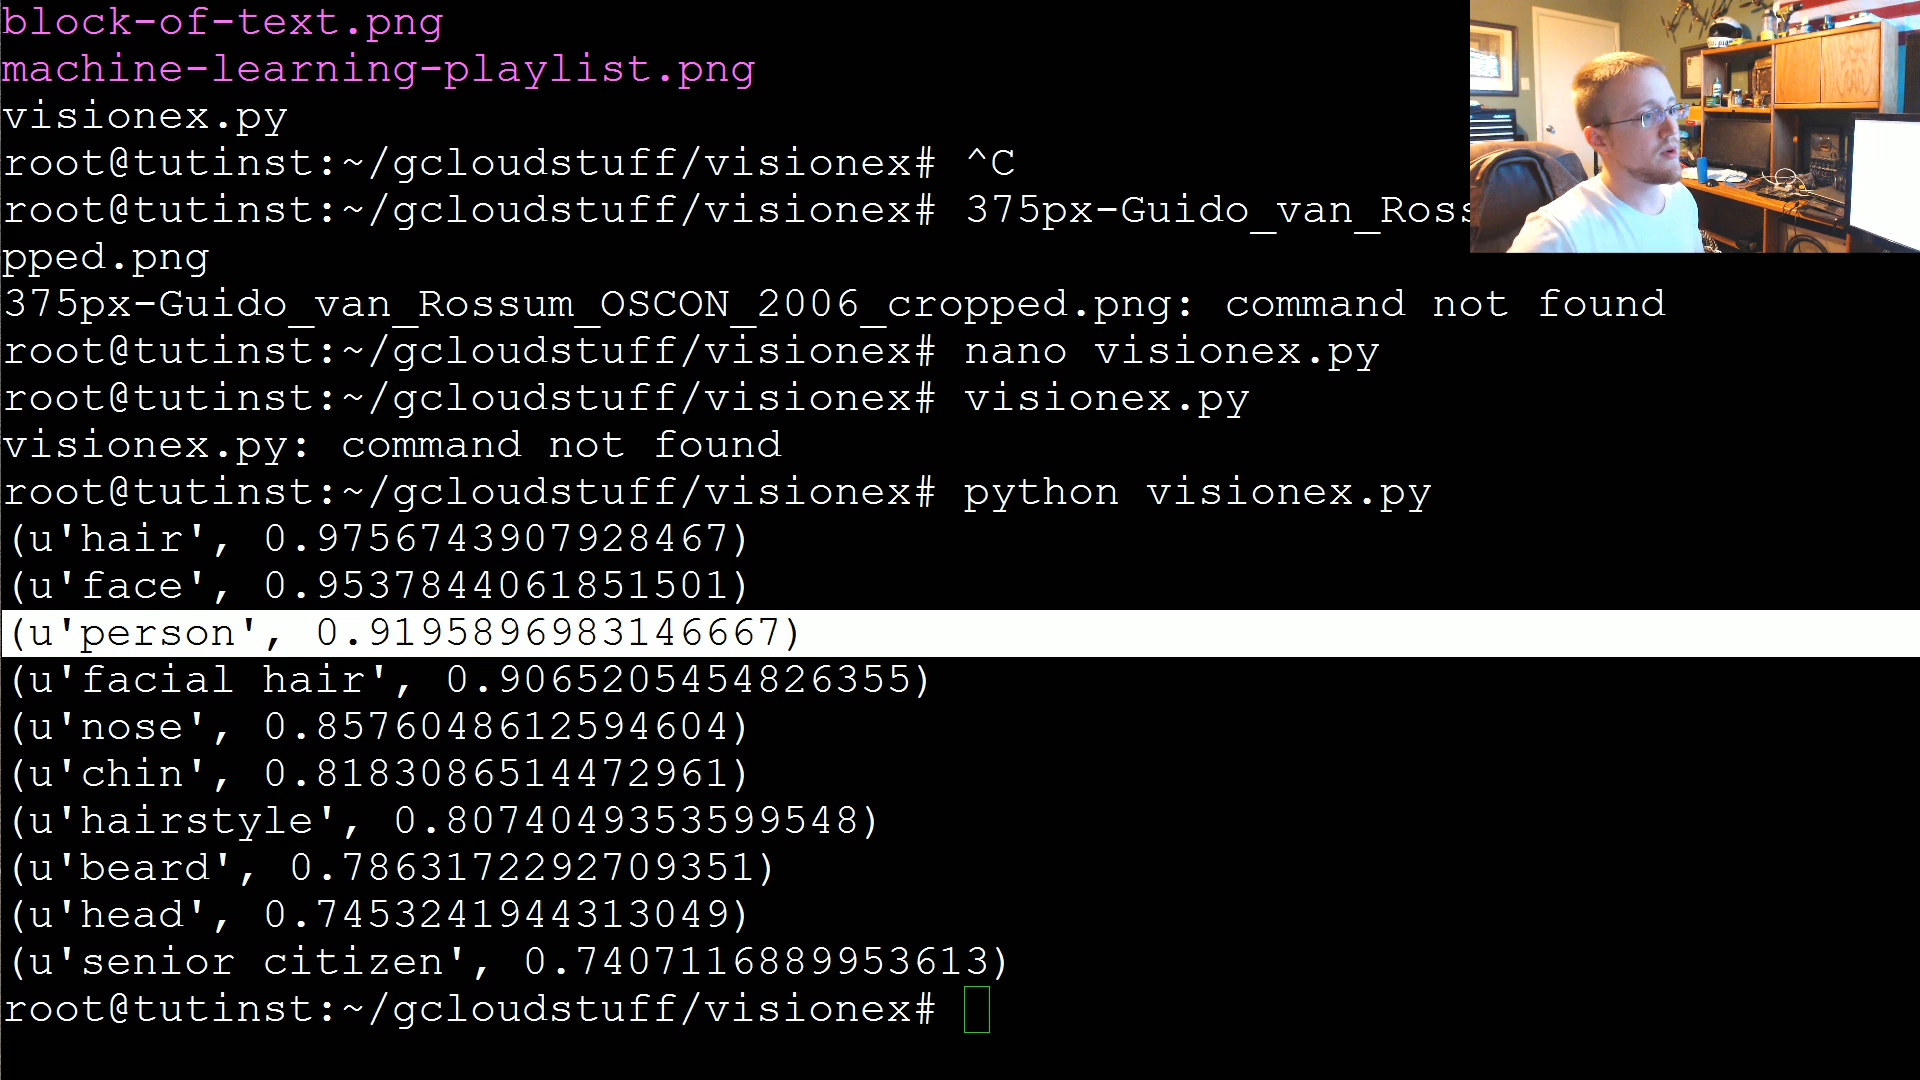 block-of-text.png
machine-learning-playlist.png
visionex.py
root@tutinst:~/gcloudstuff/visionex# ^C
root@tutinst:~/gcloudstuff/visionex# 375px-Guido_van_Ross
pped.png
375px-Guido_van_Rossum_OSCON_2006_cropped.png: command not found
root@tutinst:~/gcloudstuff/visionex# nano visionex.py
root@tutinst:~/gcloudstuff/visionex# visionex.py
visionex.py: command not found
root@tutinst:~/gcloudstuff/visionex# python visionex.py
(u'hair', 0.9756743907928467)
(u'face', 0.9537844061851501)
(u'person', 0.9195896983146667)
(u'facial hair', 0.9065205454826355)
(u'nose', 0.8576048612594604)
(u'chin', 0.8183086514472961)
(u'hairstyle', 0.8074049353599548)
(u'beard', 0.7863172292709351)
(u'head', 0.7453241944313049)
(u'senior citizen', 0.7407116889953613)
root@tutinst:~/gcloudstuff/visionex#